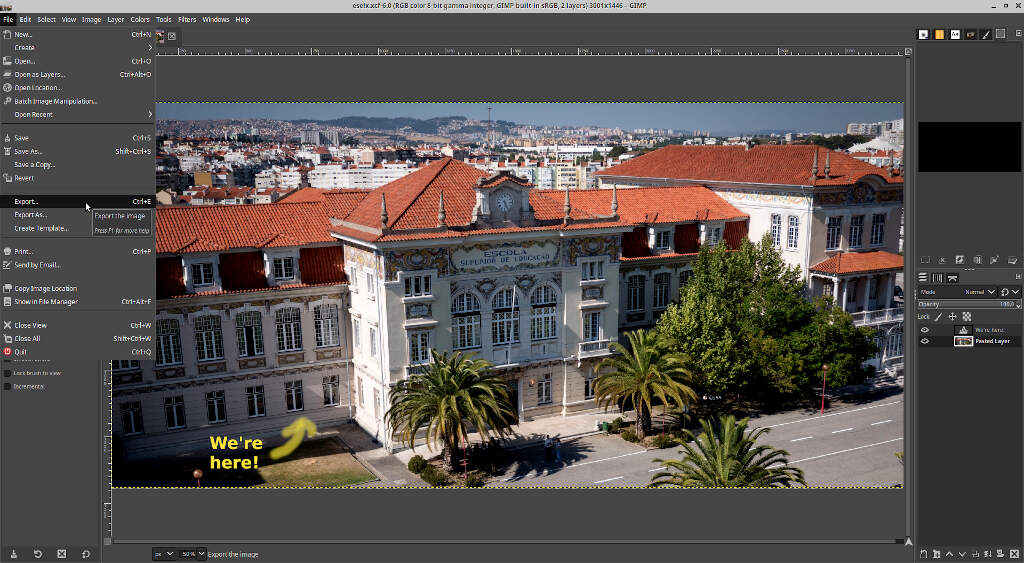 eselx.xcf-6.0 (RGB color 8-bit gamma integer, GIMP built-in sRGB, 2 layers) 3001x1446 – GIMP
File Edit Select View Image Layer Colors Tools Filters Windows Help
New... Ctrl+N
Create
Open... Ctrl+O
Open as Layers... Ctrl+Alt+O
Open Location...
Batch Image Manipulation...
Open Recent
Save Ctrl+S
Save As... Shift+Ctrl+S
Save a Copy...
Revert
Export... Ctrl+E
Export As...
Export the image
Create Template...
Press F1 for more help
Print... Ctrl+P
Send by Email...
Copy Image Location
Show in File Manager Ctrl+Alt+F
Close View Ctrl+W
Close All Shift+Ctrl+W
Quit Ctrl+Q
Lock brush to view
Incremental
ESCOLA
SUPERIOR DE EDUCAÇÃO
We're
here!
Mode Normal
Opacity 100,0
Lock
We're here!
Pasted Layer
px 50 % Export the image